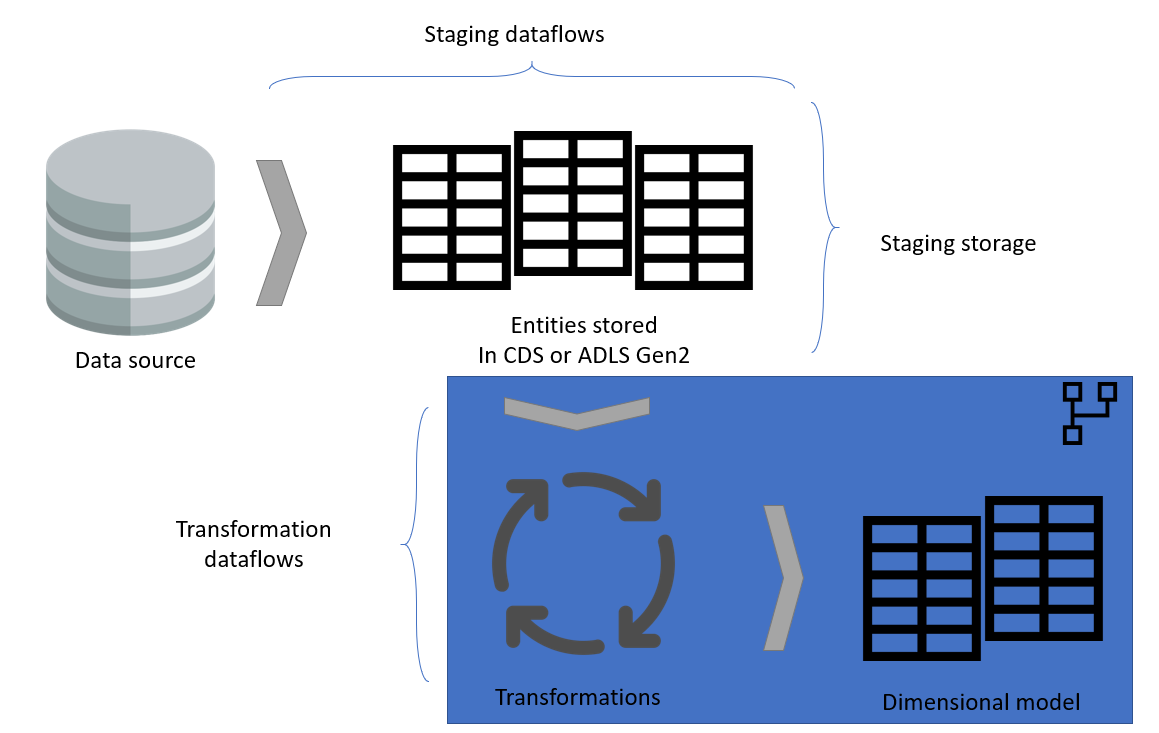 Staging dataflows
Staging storage
Data source
Entities stored
In CDS or ADLS Gen2
Transformation
dataflows
Transformations
Dimensional model